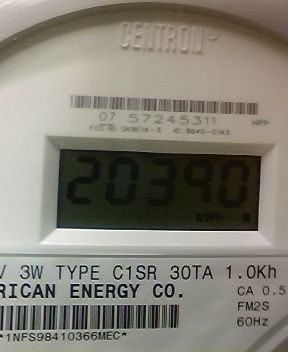 CENTRON®
07 57245311 HPP
20390
kWh
V 3W TYPE C1SR 30TA 1.0Kh
RICAN ENERGY CO. CA 0.5
FM2S
60Hz
*1NFS98410366MEC*